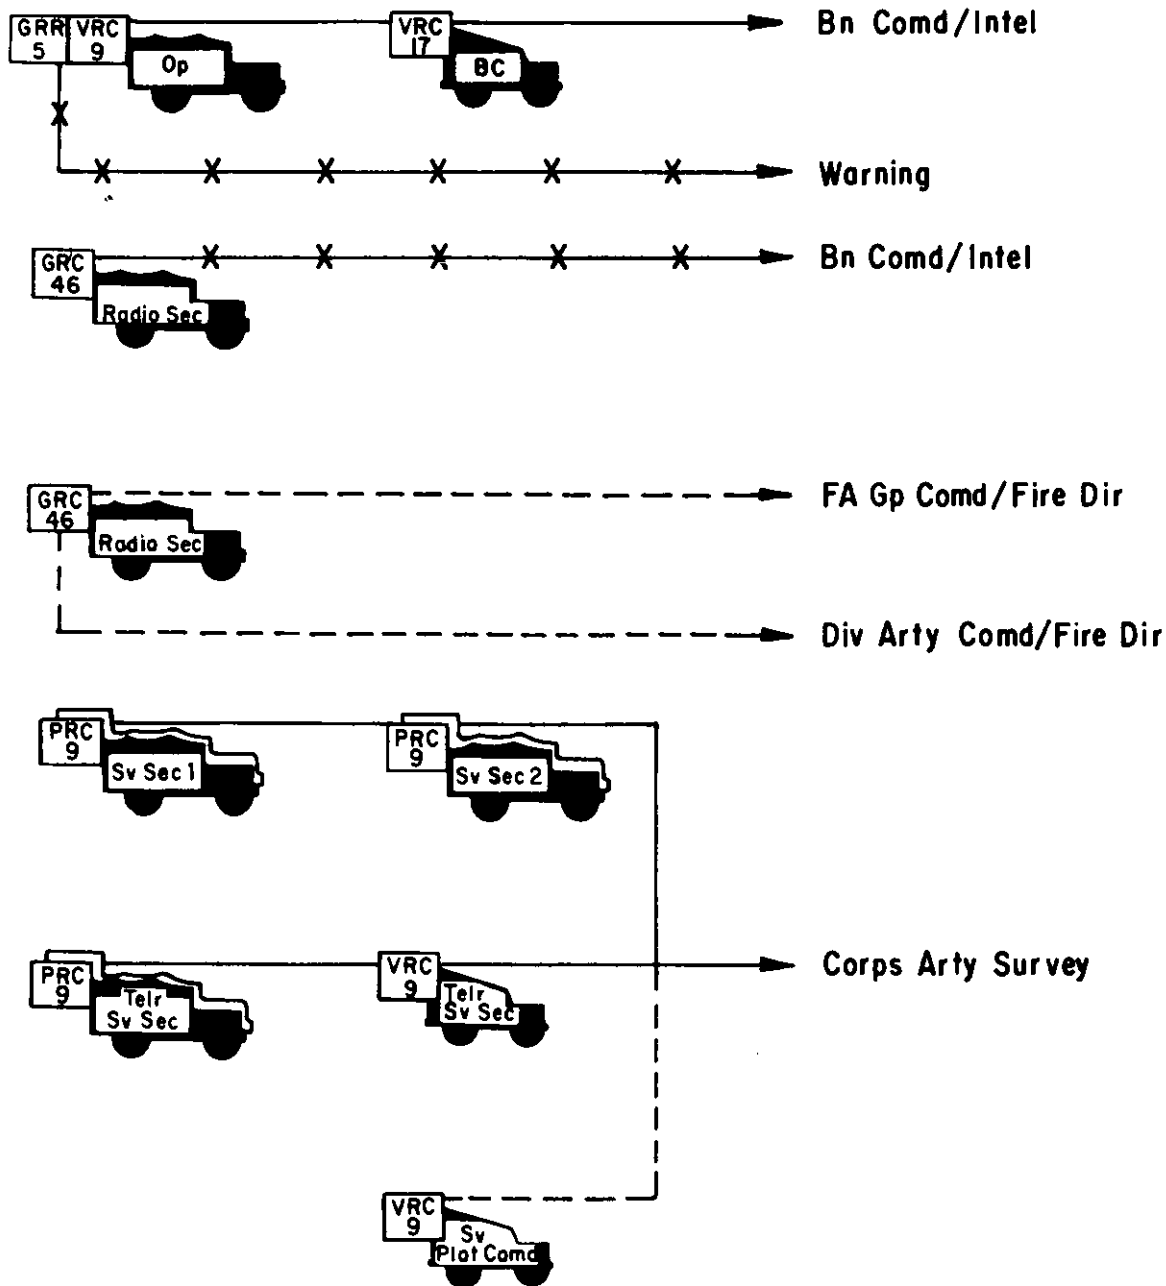 GRR VRC
5 9
Op
VRC
17
BC
Bn Comd/Intel
Warning
GRC
46
Radio Sec
Bn Comd/Intel
GRC
46
Radio Sec
FA Gp Comd/Fire Dir
Div Arty Comd/Fire Dir
PRC
9
Sv Sec 1
PRC
9
Sv Sec 2
PRC
9
Telr
Sv Sec
VRC
9
Telr
Sv Sec
Corps Arty Survey
VRC
9
Sv
Plat Comd